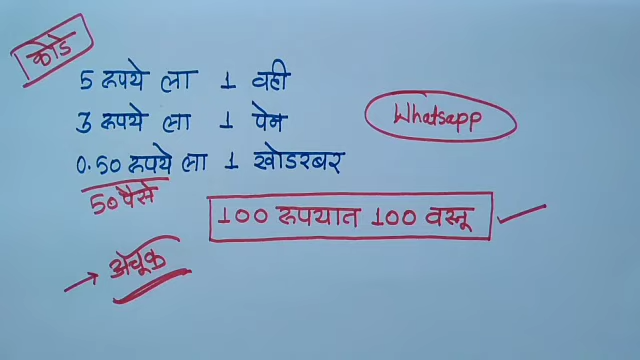 कोडे
5 रुपये ला 1 वही
3 रुपये ला 1 पेन
0.50 रुपये ला 1 खोडरबर
50 पैसे
Whatsapp
100 रुपयात 100 वस्तू
→ अचूक